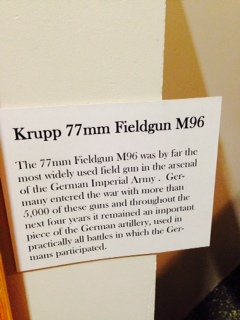 Krupp 77mm Fieldgun M96
The 77mm Fieldgun M96 was by far the
most widely used field gun in the arsenal
of the German Imperial Army . Ger-
many entered the war with more than
5,000 of these guns and throughout the
next four years it remained an important
piece of the German artillery, used in
practically all battles in which the Ger-
mans participated.